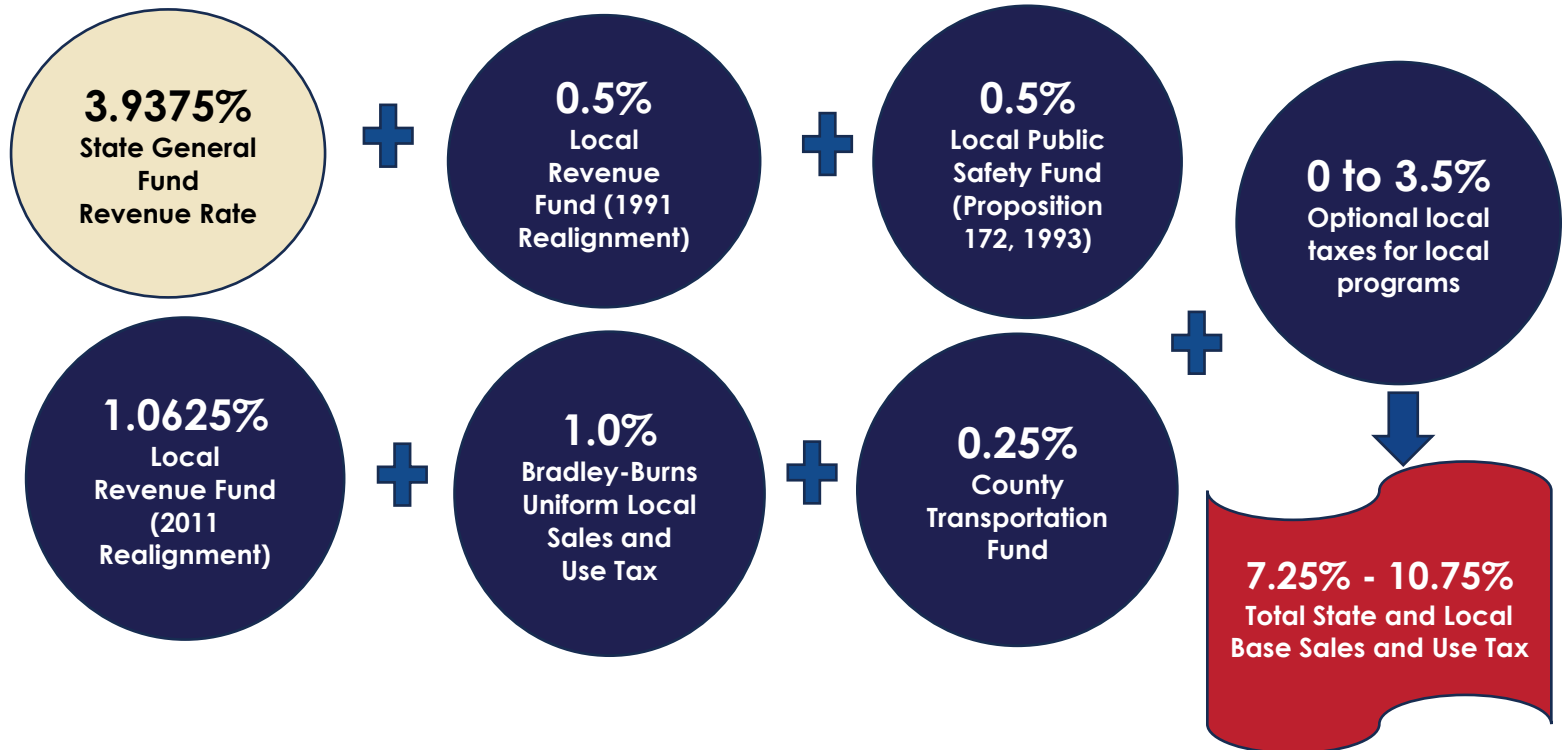 3.9375%
State General
Fund
Revenue Rate
0.5%
Local
Revenue
Fund (1991
Realignment)
0.5%
Local Public
Safety Fund
(Proposition
172, 1993)
0 to 3.5%
Optional local
taxes for local
programs
1.0625%
Local
Revenue Fund
(2011
Realignment)
1.0%
Bradley-Burns
Uniform Local
Sales and
Use Tax
0.25%
County
Transportation
Fund
7.25% - 10.75%
Total State and Local
Base Sales and Use Tax